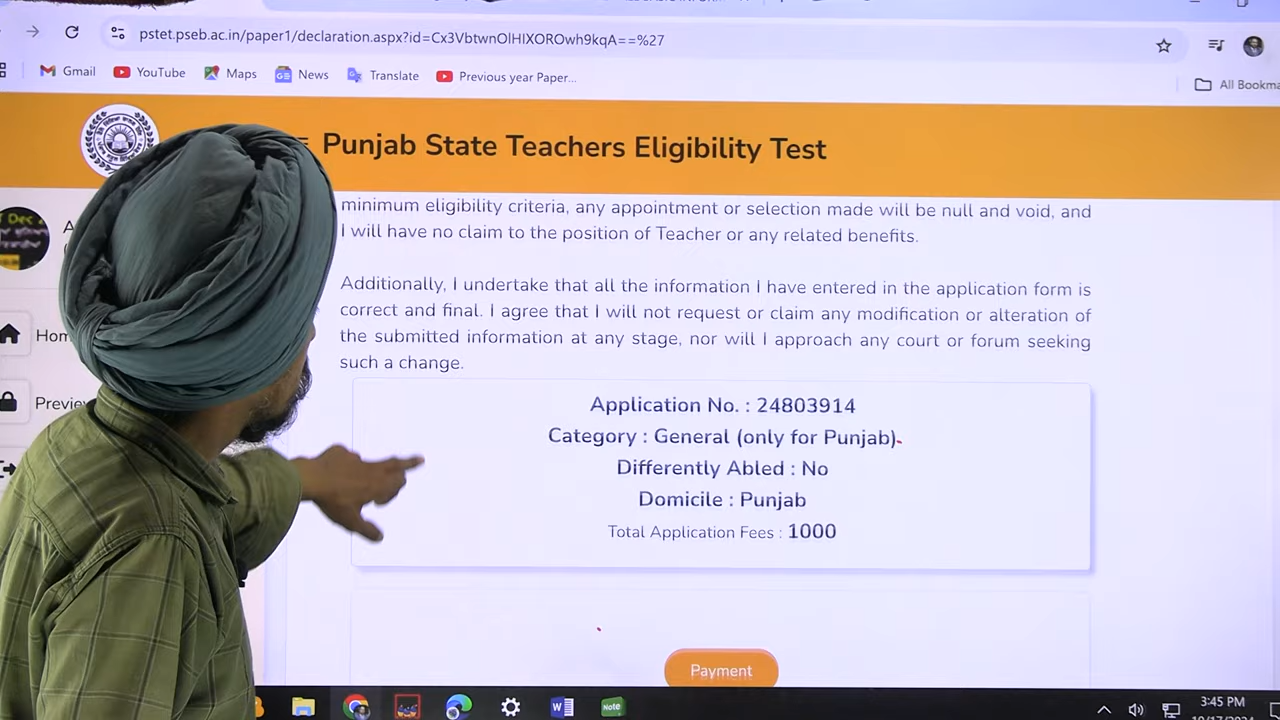 pstet.pseb.ac.in/paper1/declaration.aspx?id=Cx3VbtwnOlHIXOROwh9kqA==%27
Gmail YouTube Maps News Translate Previous year Paper... All Bookma
Punjab State Teachers Eligibility Test
minimum eligibility criteria, any appointment or selection made will be null and void, and
I will have no claim to the position of Teacher or any related benefits.
Additionally, I undertake that all the information I have entered in the application form is
correct and final. I agree that I will not request or claim any modification or alteration of
the submitted information at any stage, nor will I approach any court or forum seeking
such a change.
Hom
Preview
Application No. : 24803914
Category : General (only for Punjab)
Differently Abled : No
Domicile : Punjab
Total Application Fees : 1000
Payment
Note
3:45 PM